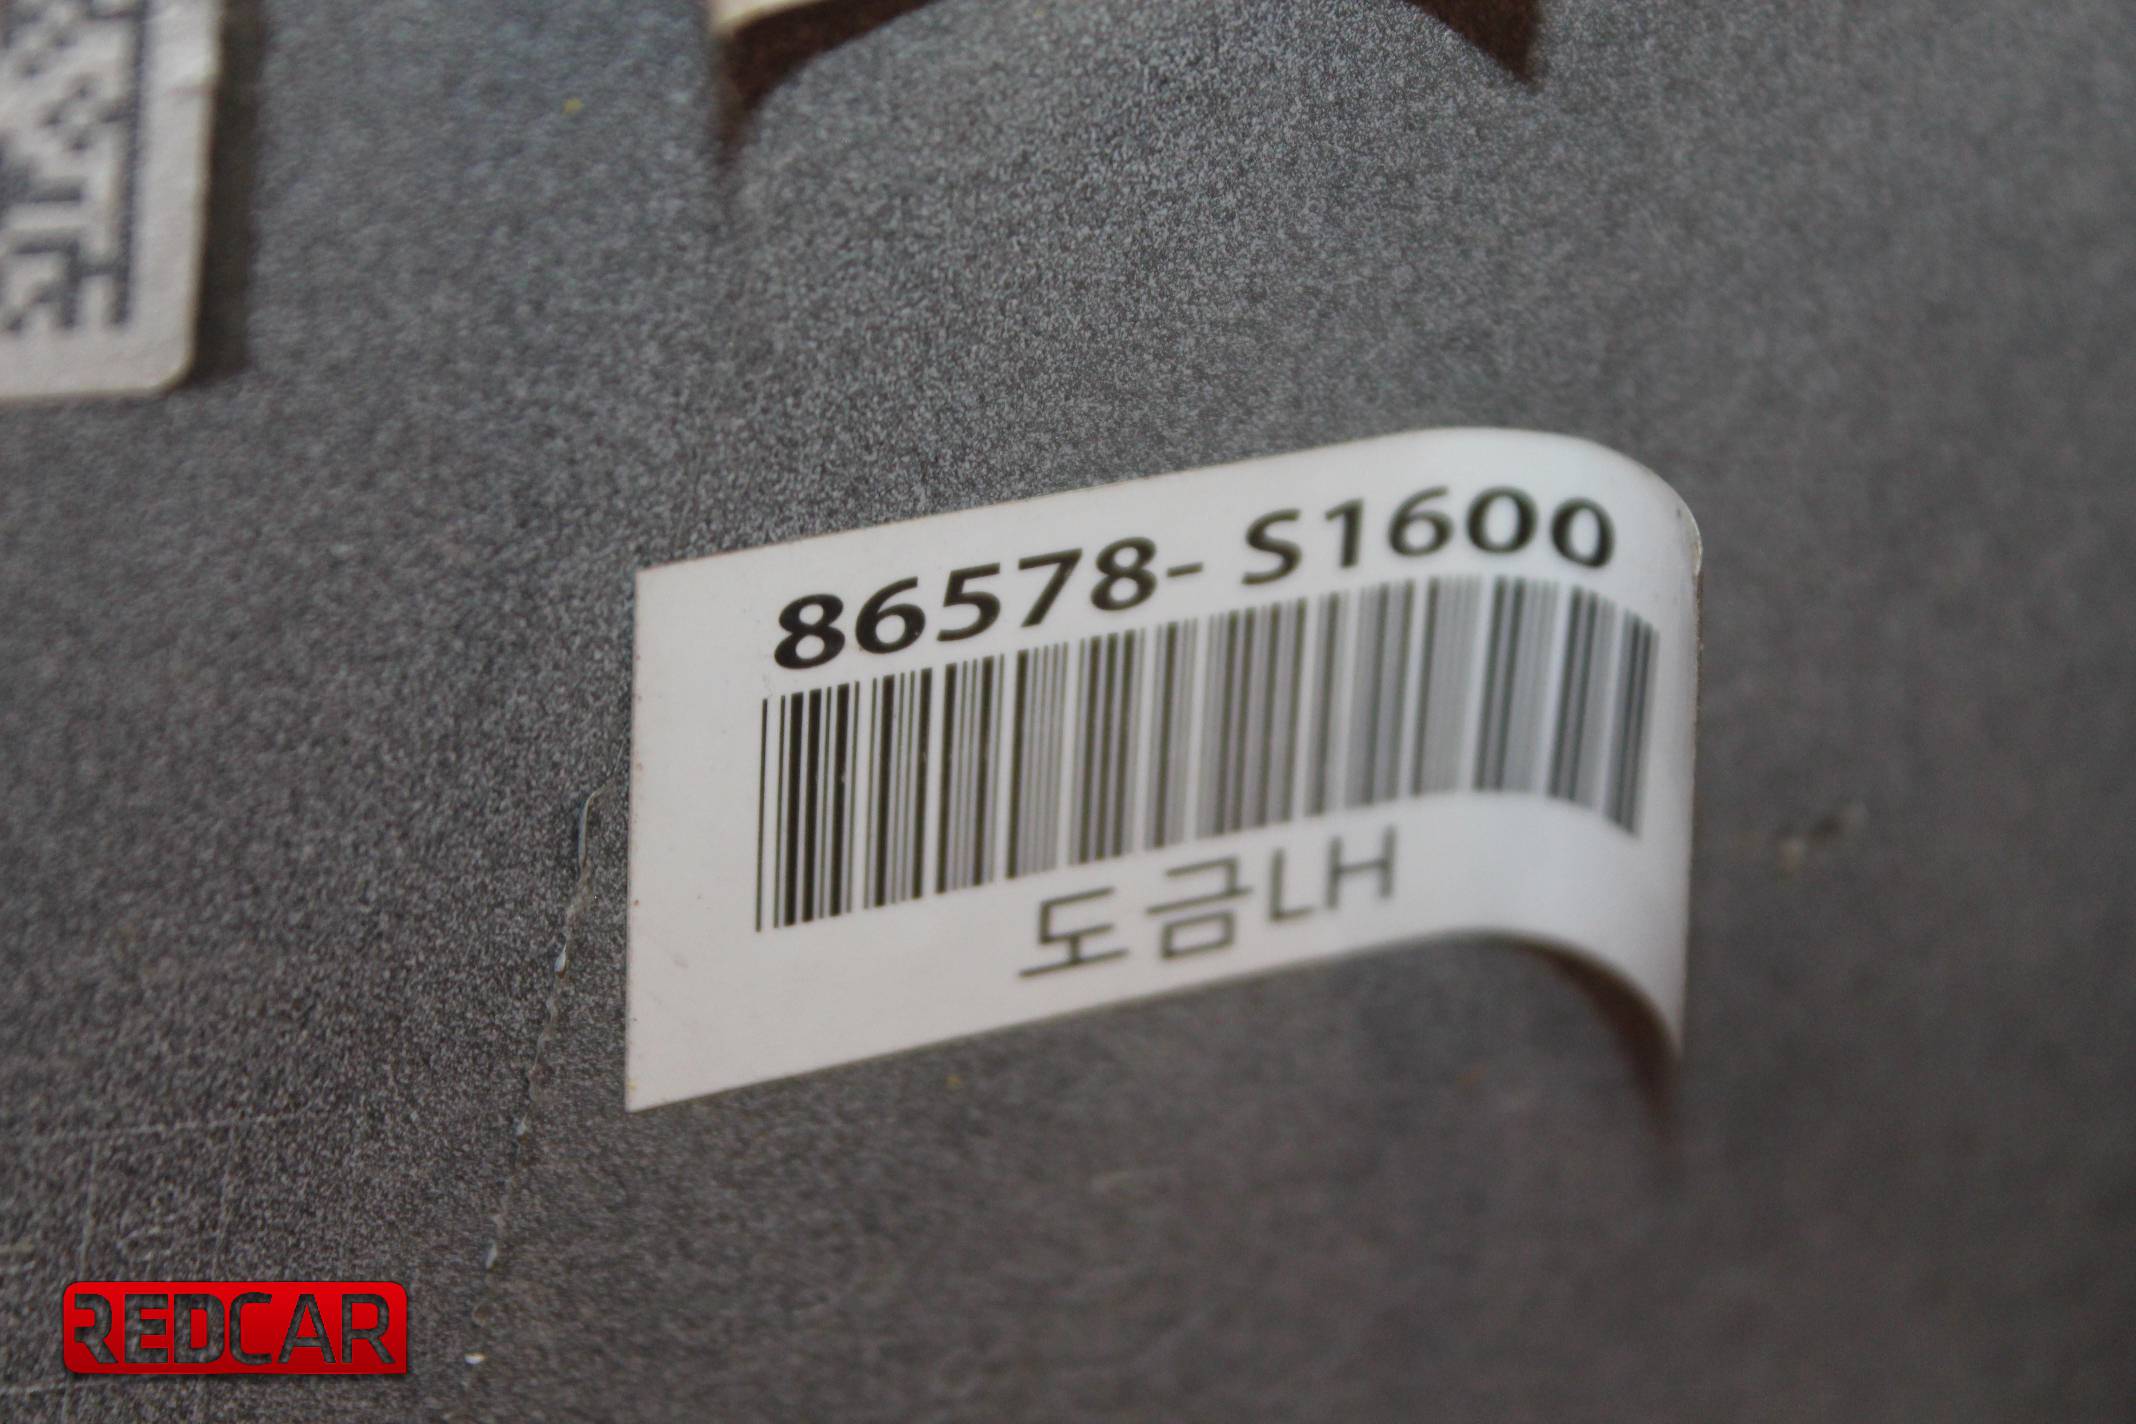 86578- S1600
도금LH
REDCAR